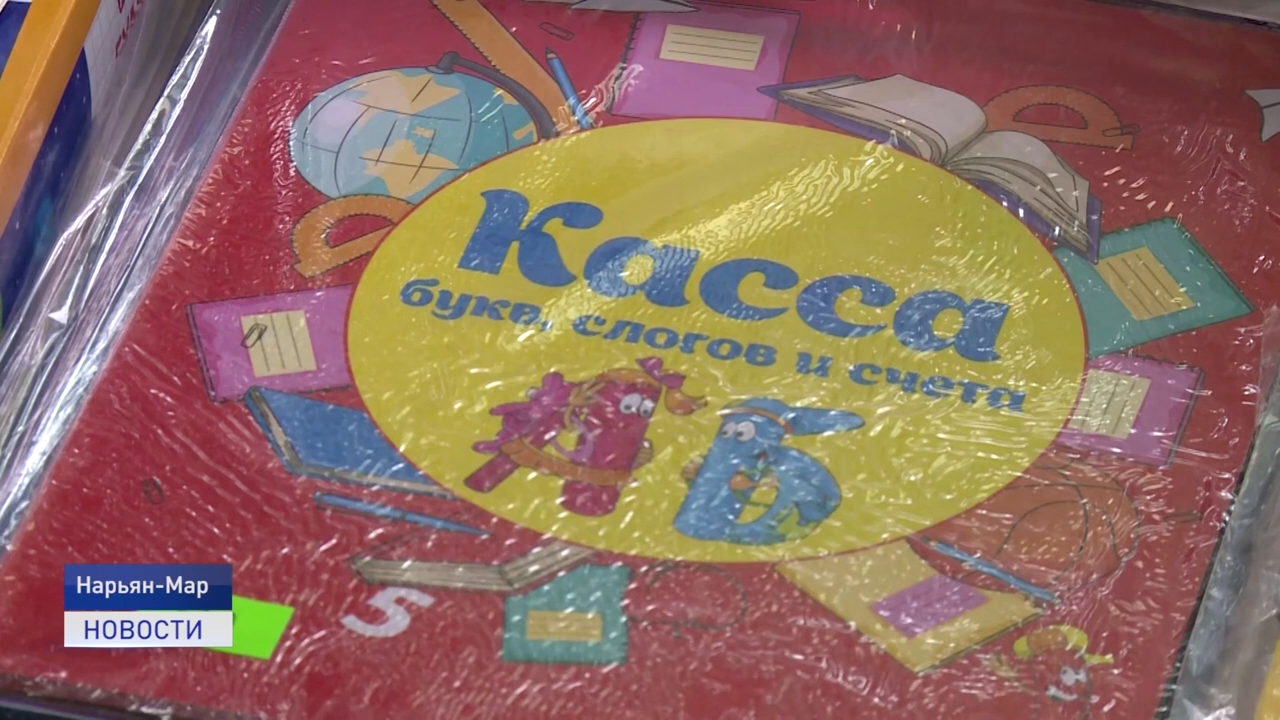 Касса
букв, слогов и счета
А Б
5
Нарьян-Мар
НОВОСТИ